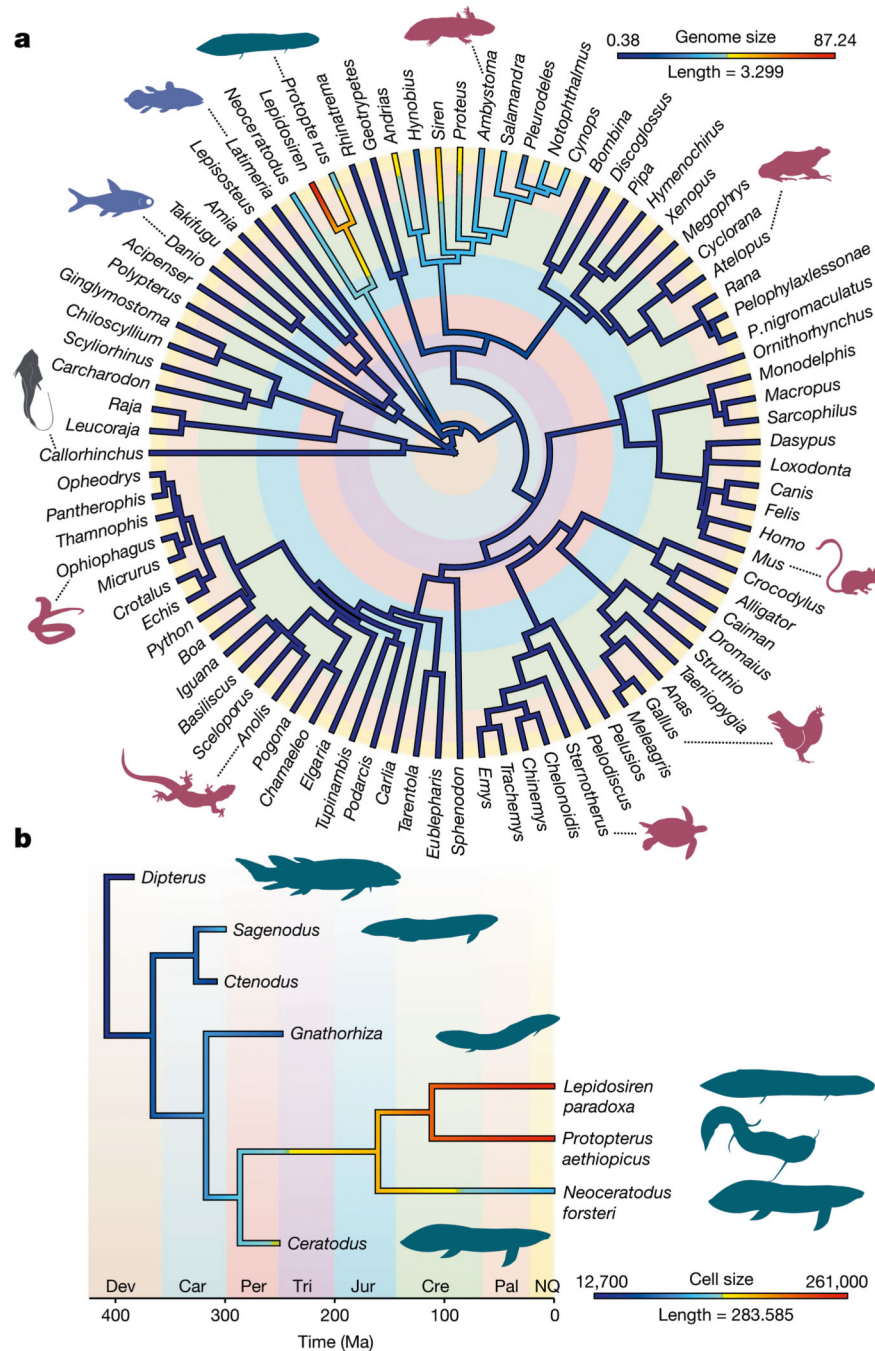 a
0.38 Genome size 87.24
Length = 3.299
Callorhinchus
Leucoraja
Raja
Carcharodon
Scyliorhinus
Chiloscyllium
Ginglymostoma
Polypterus
Acipenser
Danio
Takifugu
Amia
Lepisosteus
Latimeria
Neoceratodus
Lepidosiren
Protopte rus
Rhinatrema
Geotrypetes
Andrias
Hynobius
Siren
Proteus
Ambystoma
Salamandra
Pleurodeles
Notophthalmus
Cynops
Bombina
Discoglossus
Pipa
Hymenochirus
Xenopus
Megophrys
Cyclorana
Atelopus
Rana
Pelophylaxlessonae
P.nigromaculatus
Ornithorhynchus
Monodelphis
Macropus
Sarcophilus
Dasypus
Loxodonta
Canis
Felis
Homo
Mus
Crocodylus
Alligator
Caiman
Dromaius
Struthio
Taeniopygia
Anas
Gallus
Meleagris
Pelusios
Pelodiscus
Sternotherus
Chelonoidis
Chinemys
Trachemys
Emys
Sphenodon
Eublepharis
Tarentola
Carlia
Podarcis
Tupinambis
Elgaria
Chamaeleo
Pogona
Anolis
Sceloporus
Basiliscus
Iguana
Boa
Python
Echis
Crotalus
Micrurus
Ophiophagus
Thamnophis
Pantherophis
Opheodrys
b
Dipterus
Sagenodus
Ctenodus
Gnathorhiza
Lepidosiren
paradoxa
Protopterus
aethiopicus
Neoceratodus
forsteri
Ceratodus
Dev Car Per Tri Jur Cre Pal NQ
400 300 200 100 0
Time (Ma)
12,700 Cell size 261,000
Length = 283.585